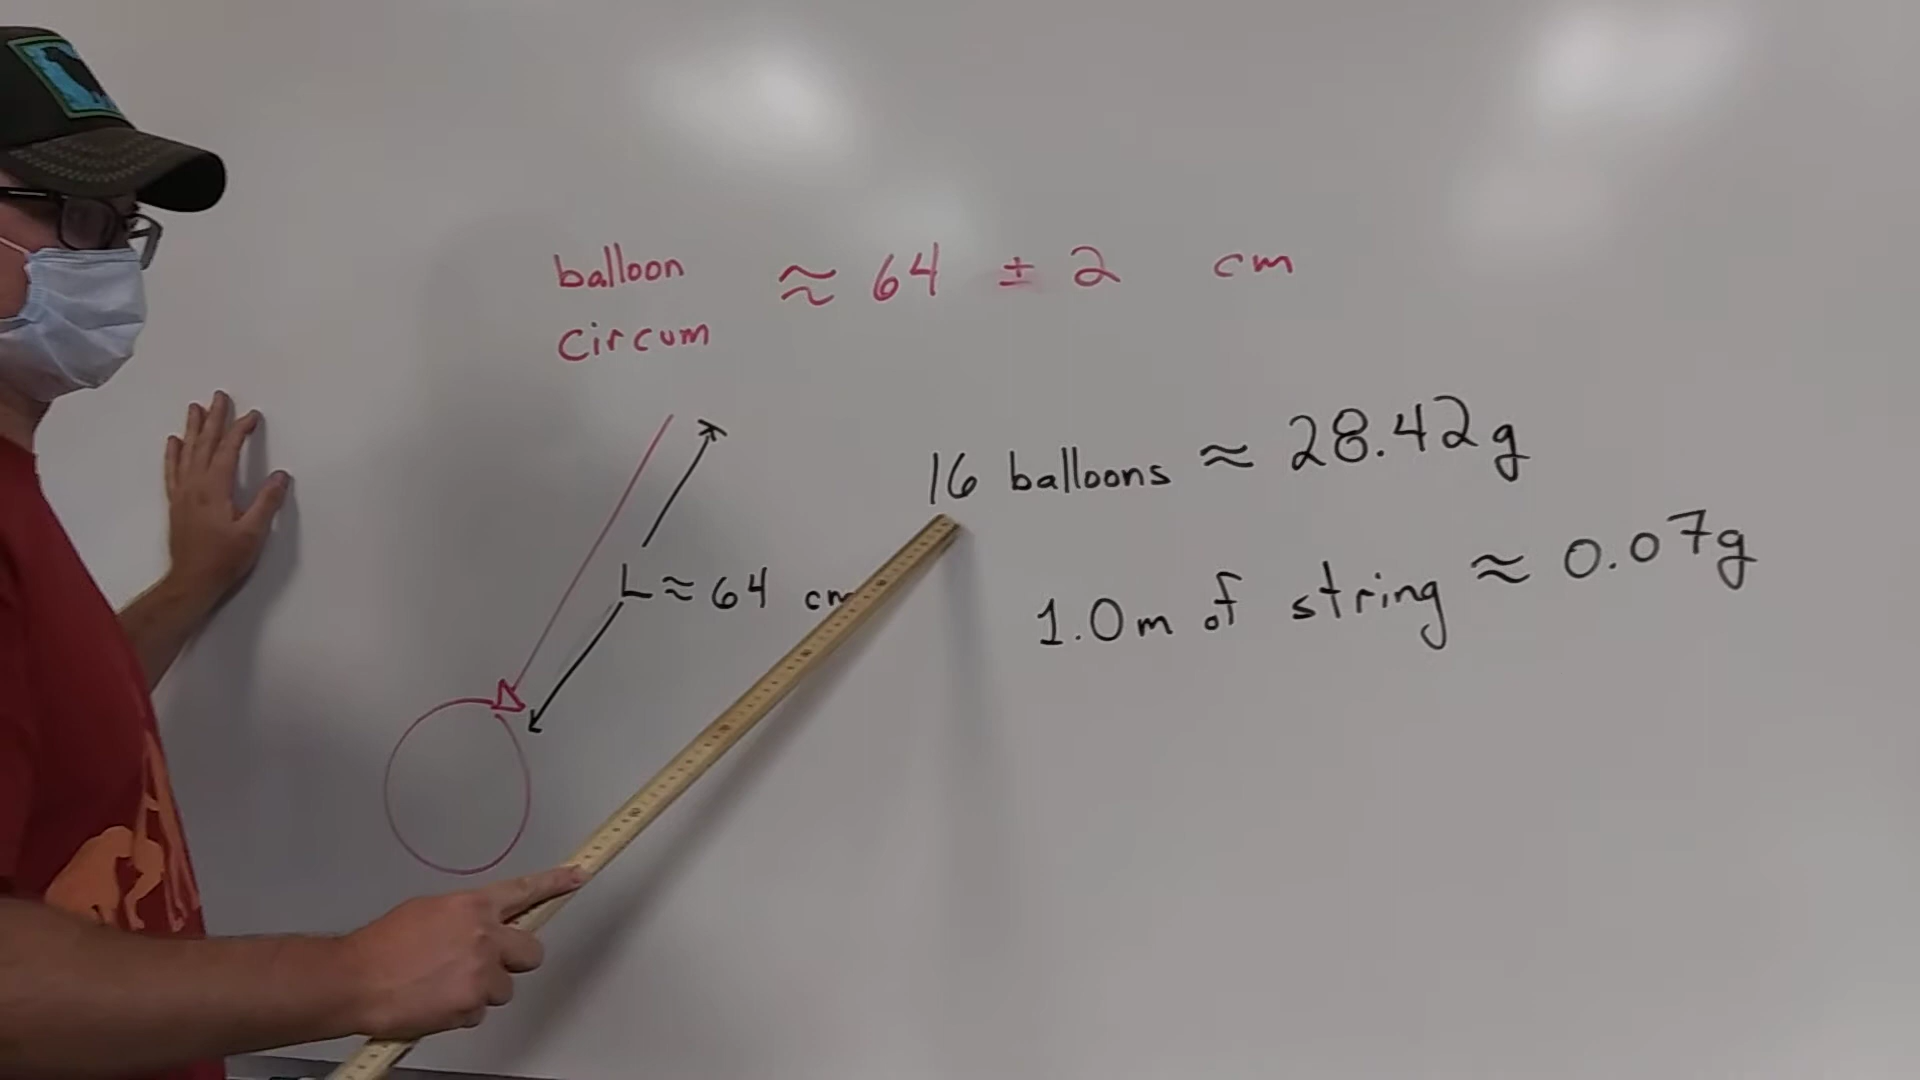 balloon ≈ 64 ± 2 cm
circum
16 balloons ≈ 28.42g
L ≈ 64 cm
1.0m of string ≈ 0.07g